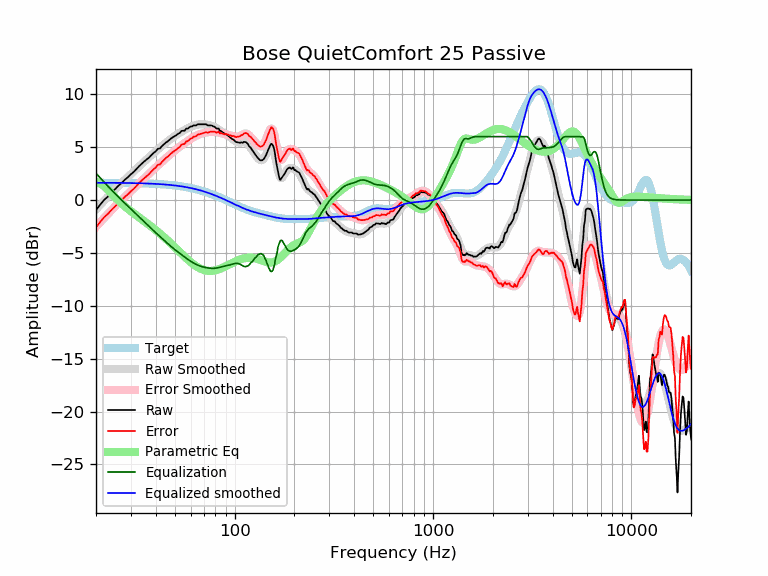 Bose QuietComfort 25 Passive
Amplitude (dBr)
10
5
0
−5
−10
−15
−20
−25
Target
Raw Smoothed
Error Smoothed
Raw
Error
Parametric Eq
Equalization
Equalized smoothed
100
1000
10000
Frequency (Hz)